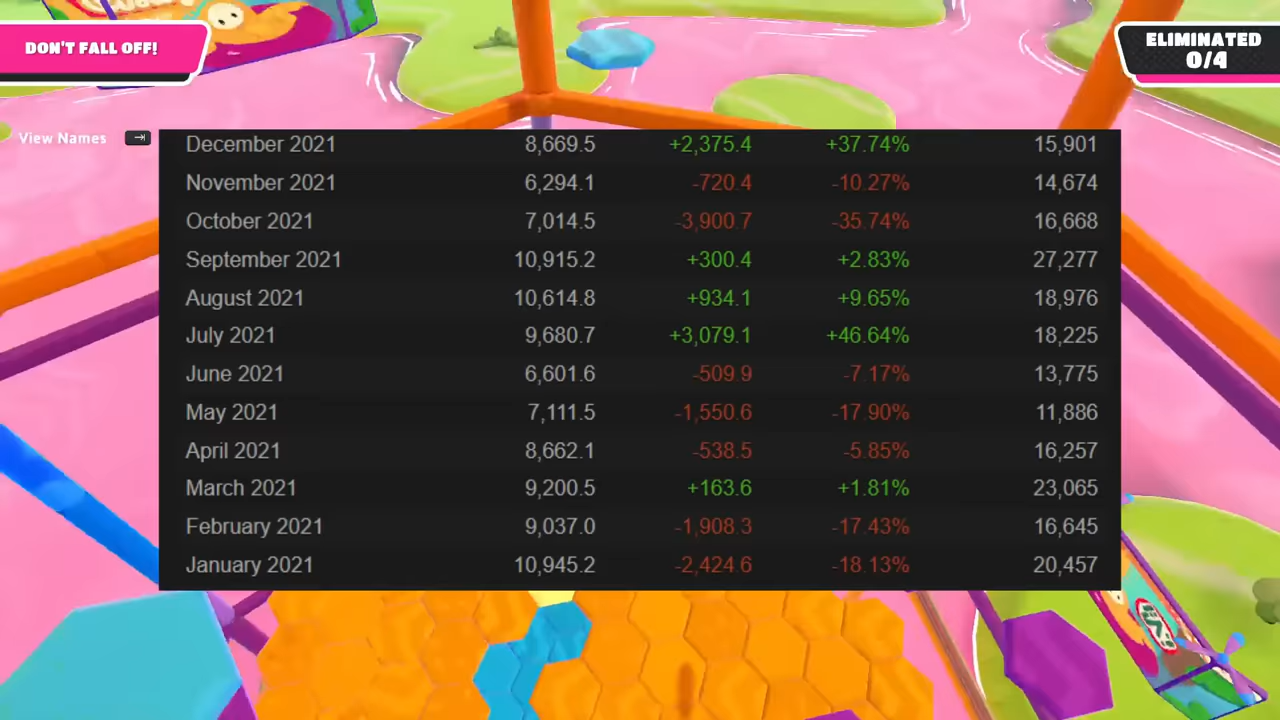 DON'T FALL OFF!
ELIMINATED
0/4
View Names
December 2021 8,669.5 +2,375.4 +37.74% 15,901
November 2021 6,294.1 -720.4 -10.27% 14,674
October 2021 7,014.5 -3,900.7 -35.74% 16,668
September 2021 10,915.2 +300.4 +2.83% 27,277
August 2021 10,614.8 +934.1 +9.65% 18,976
July 2021 9,680.7 +3,079.1 +46.64% 18,225
June 2021 6,601.6 -509.9 -7.17% 13,775
May 2021 7,111.5 -1,550.6 -17.90% 11,886
April 2021 8,662.1 -538.5 -5.85% 16,257
March 2021 9,200.5 +163.6 +1.81% 23,065
February 2021 9,037.0 -1,908.3 -17.43% 16,645
January 2021 10,945.2 -2,424.6 -18.13% 20,457